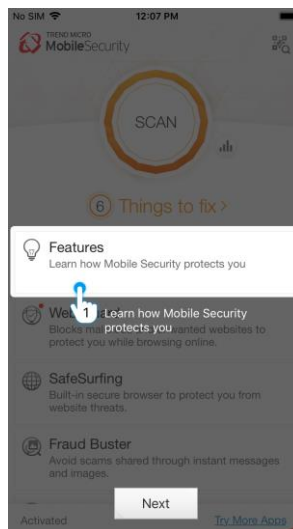 No SIM
12:07 PM
TREND MICRO
MobileSecurity
SCAN
6 Things to fix >
Features
Learn how Mobile Security protects you
1 Learn how Mobile Security
protects you
Blocks unwanted websites to
protect you while browsing online.
SafeSurfing
Built-in secure browser to protect you from
website threats.
Fraud Buster
Avoid scams shared through instant messages
and images.
Next
Activated
Try More Apps